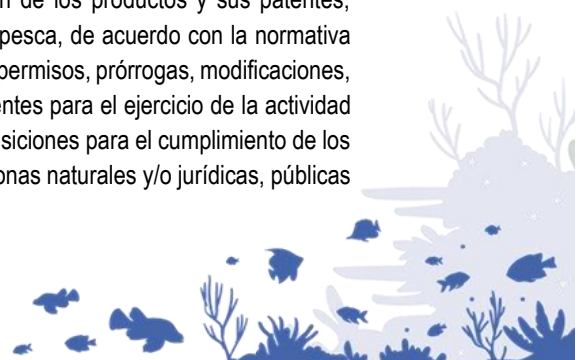 de los productos y sus patentes,
pesca, de acuerdo con la normativa
permisos, prórrogas, modificaciones,
entes para el ejercicio de la actividad
siciones para el cumplimiento de los
onas naturales y/o jurídicas, públicas